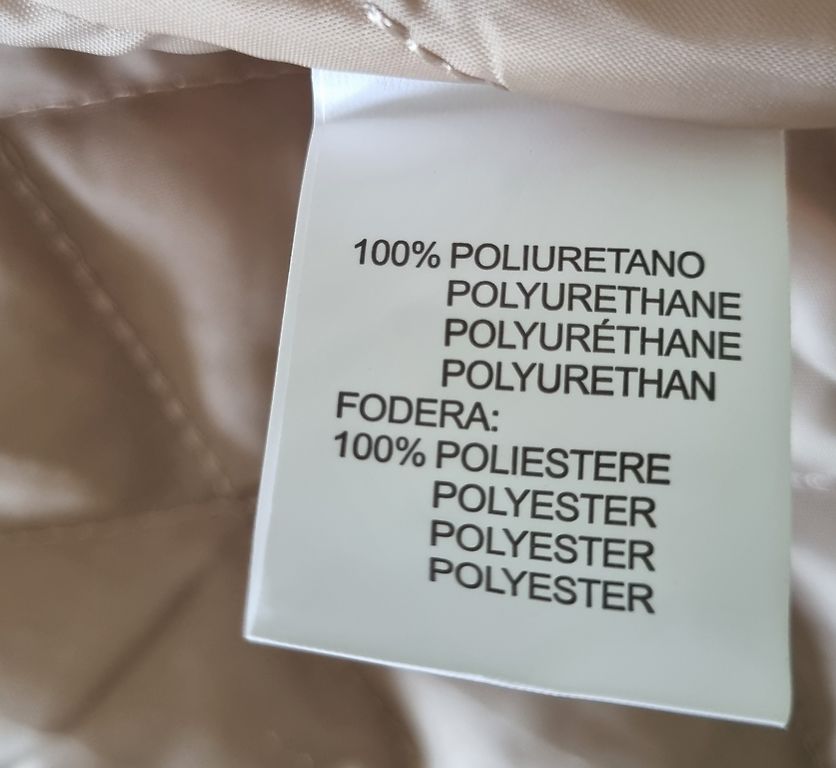 100% POLIURETANO
POLYURETHANE
POLYURÉTHANE
POLYURETHAN
FODERA:
100% POLIESTERE
POLYESTER
POLYESTER
POLYESTER